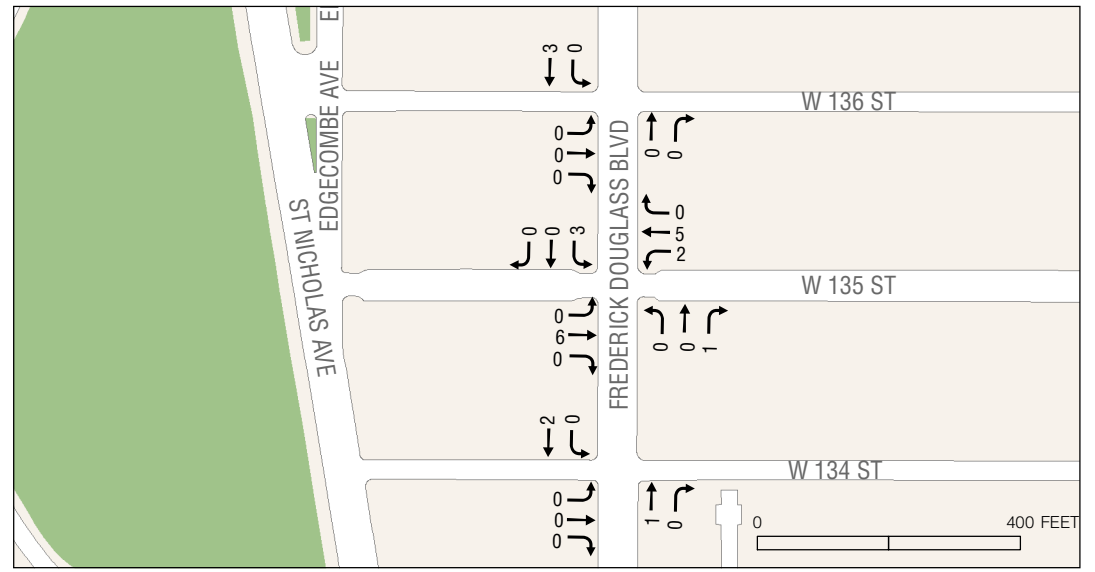 E
3 0
EDGECOMBE AVE
W 136 ST
0
0
0
0 0
FREDERICK DOUGLASS BLVD
ST NICHOLAS AVE
0
5
2
0 0 3
W 135 ST
0
6
0
0 0 1
2 0
W 134 ST
0
0
0
1 0
0 400 FEET